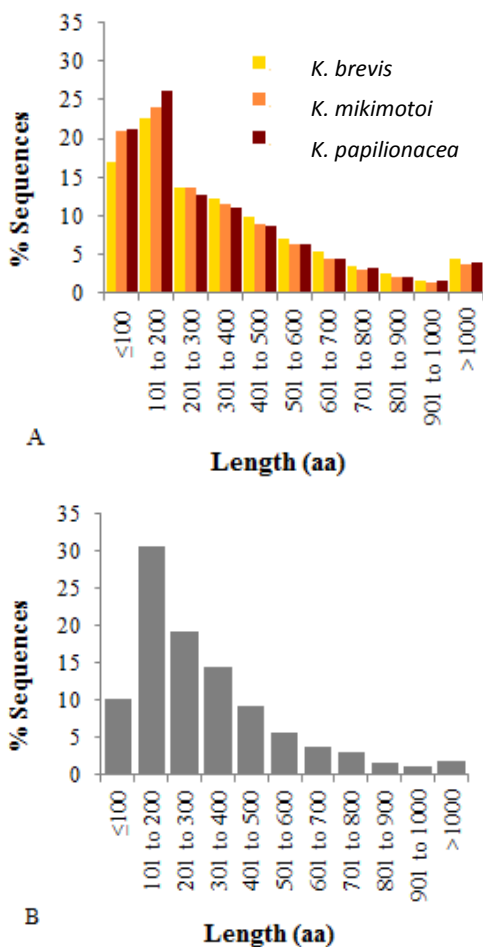 35
30
25
20
15
10
5
0
% Sequences
K. brevis
K. mikimotoi
K. papilionacea
≤100
101 to 200
201 to 300
301 to 400
401 to 500
501 to 600
601 to 700
701 to 800
801 to 900
901 to 1000
>1000
A
Length (aa)
35
30
25
20
15
10
5
0
% Sequences
≤100
101 to 200
201 to 300
301 to 400
401 to 500
501 to 600
601 to 700
701 to 800
801 to 900
901 to 1000
>1000
B
Length (aa)